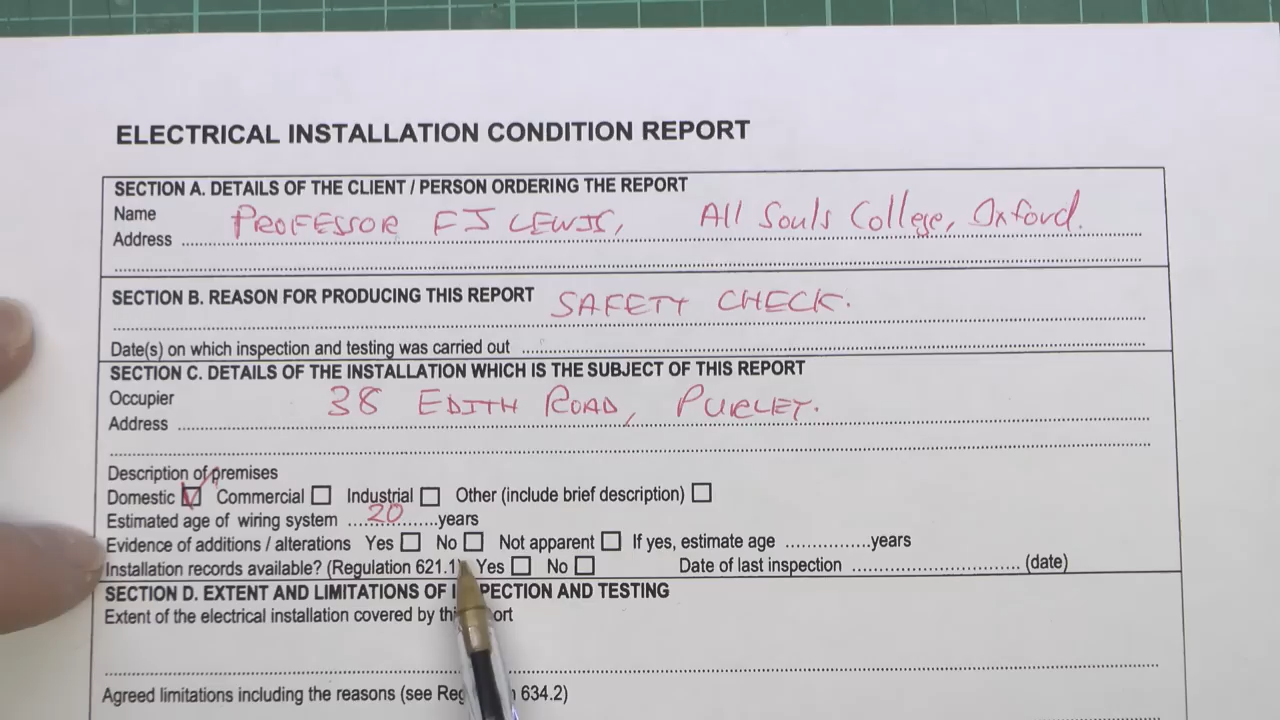 ELECTRICAL INSTALLATION CONDITION REPORT
SECTION A. DETAILS OF THE CLIENT / PERSON ORDERING THE REPORT
Name PROFESSOR FJ LEWIS, All Souls College, Oxford.
Address
SECTION B. REASON FOR PRODUCING THIS REPORT SAFETY CHECK.
Date(s) on which inspection and testing was carried out
SECTION C. DETAILS OF THE INSTALLATION WHICH IS THE SUBJECT OF THIS REPORT
Occupier 38 EDITH ROAD, PURLEY.
Address
Description of premises
Domestic Commercial Industrial Other (include brief description)
Estimated age of wiring system 20 years
Evidence of additions / alterations Yes No Not apparent If yes, estimate age years
Installation records available? (Regulation 621.1) Yes No Date of last inspection (date)
SECTION D. EXTENT AND LIMITATIONS OF INSPECTION AND TESTING
Extent of the electrical installation covered by this report
Agreed limitations including the reasons (see Regulation 634.2)